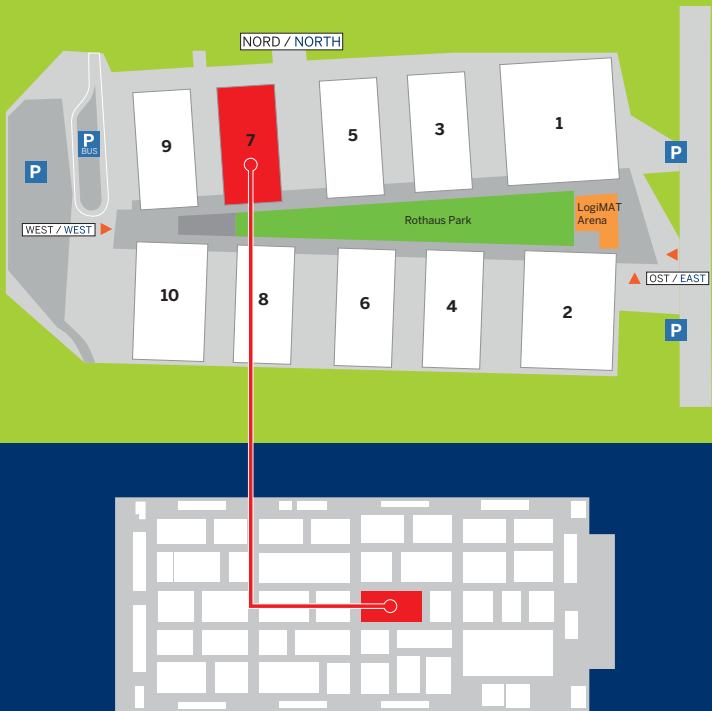 NORD / NORTH
9
7
5
3
1
P
BUS
P
P
LogiMAT
Arena
Rothaus Park
WEST / WEST
OST / EAST
10
8
6
4
2
P